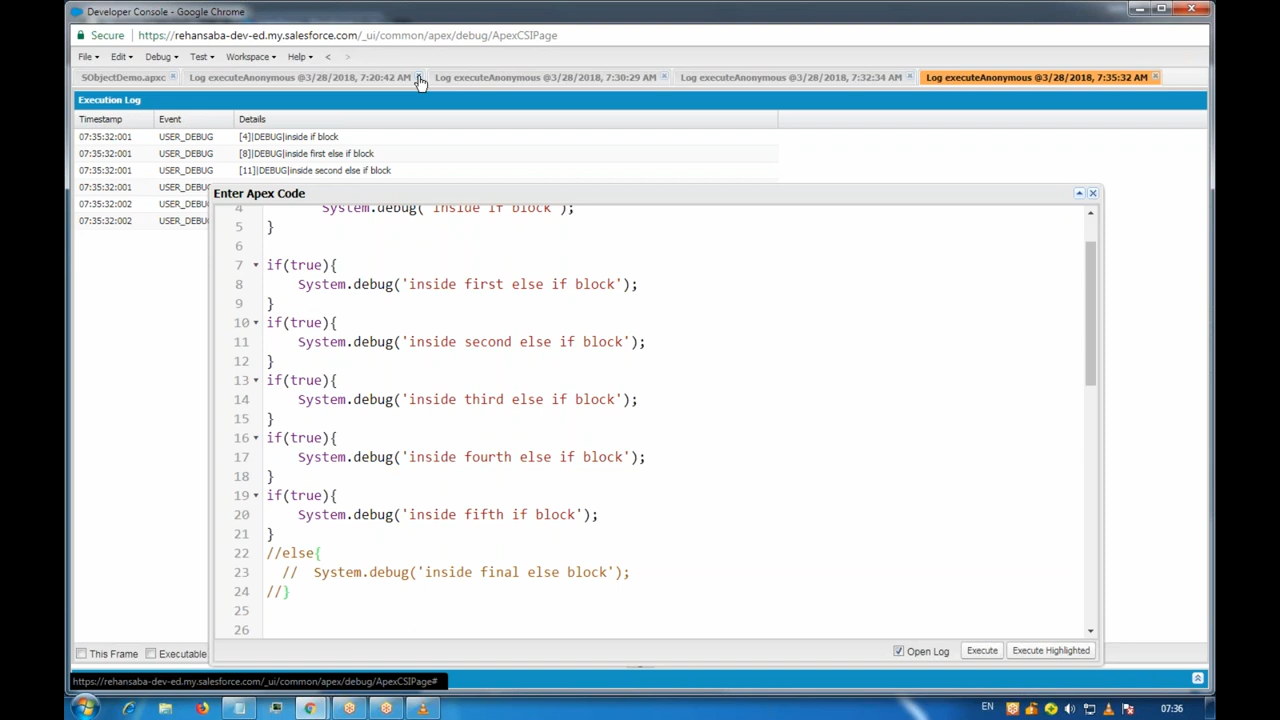 Developer Console - Google Chrome
Secure https://rehansaba-dev-ed.my.salesforce.com/_ui/common/apex/debug/ApexCSIPage
File Edit Debug Test Workspace Help < >
SObjectDemo.apxc Log executeAnonymous @3/28/2018, 7:20:42 AM Log executeAnonymous @3/28/2018, 7:30:29 AM Log executeAnonymous @3/28/2018, 7:32:34 AM Log executeAnonymous @3/28/2018, 7:35:32 AM
Execution Log
Timestamp Event Details
07:35:32:001 USER_DEBUG [4]|DEBUG|inside if block
07:35:32:001 USER_DEBUG [8]|DEBUG|inside first else if block
07:35:32:001 USER_DEBUG [11]|DEBUG|inside second else if block
07:35:32:001 USER_DEBU
07:35:32:002 USER_DEBU
07:35:32:002 USER_DEBU
Enter Apex Code
4 System.debug('inside if block');
5 }
6
7 if(true){
8 System.debug('inside first else if block');
9 }
10 if(true){
11 System.debug('inside second else if block');
12 }
13 if(true){
14 System.debug('inside third else if block');
15 }
16 if(true){
17 System.debug('inside fourth else if block');
18 }
19 if(true){
20 System.debug('inside fifth if block');
21 }
22 //else{
23 // System.debug('inside final else block');
24 //}
25
26
Open Log Execute Execute Highlighted
This Frame Executable
https://rehansaba-dev-ed.my.salesforce.com/_ui/common/apex/debug/ApexCSIPage#
EN 07:36